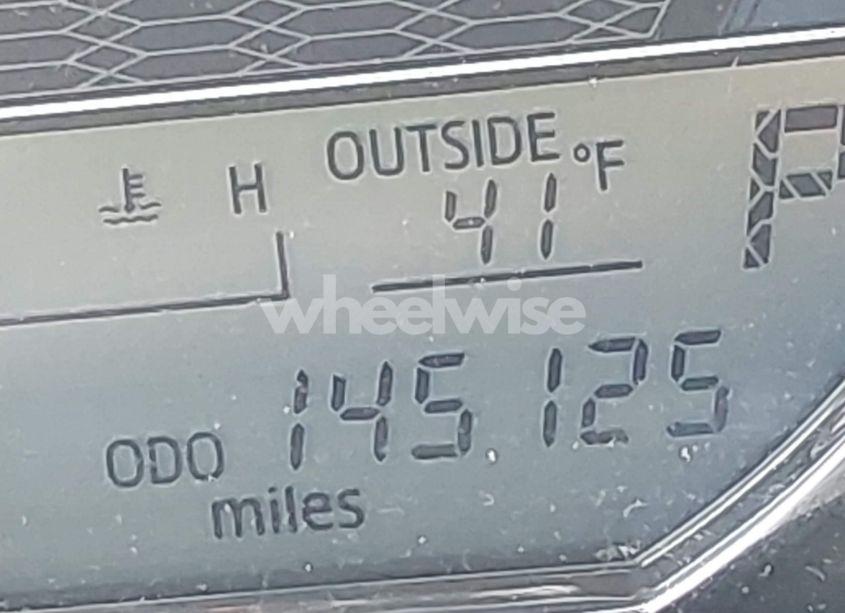 H OUTSIDE °F P
41
wheelwise
ODO 145,125
miles